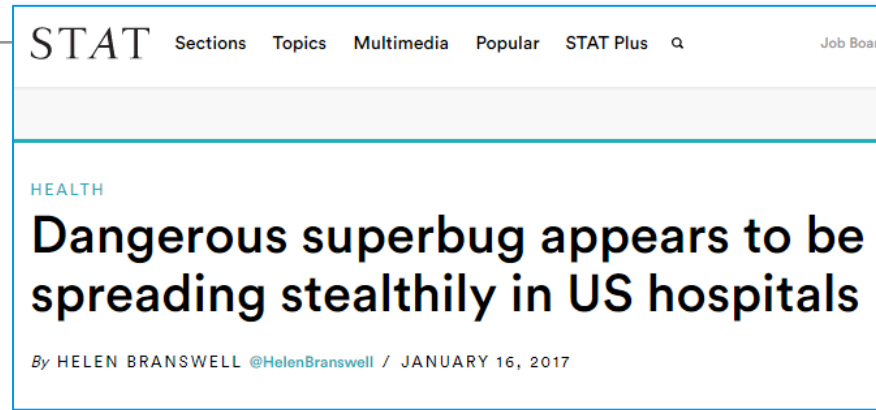 STAT Sections Topics Multimedia Popular STAT Plus
HEALTH
Dangerous superbug appears to be
spreading stealthily in US hospitals
By HELEN BRANSWELL @HelenBranswell / JANUARY 16, 2017